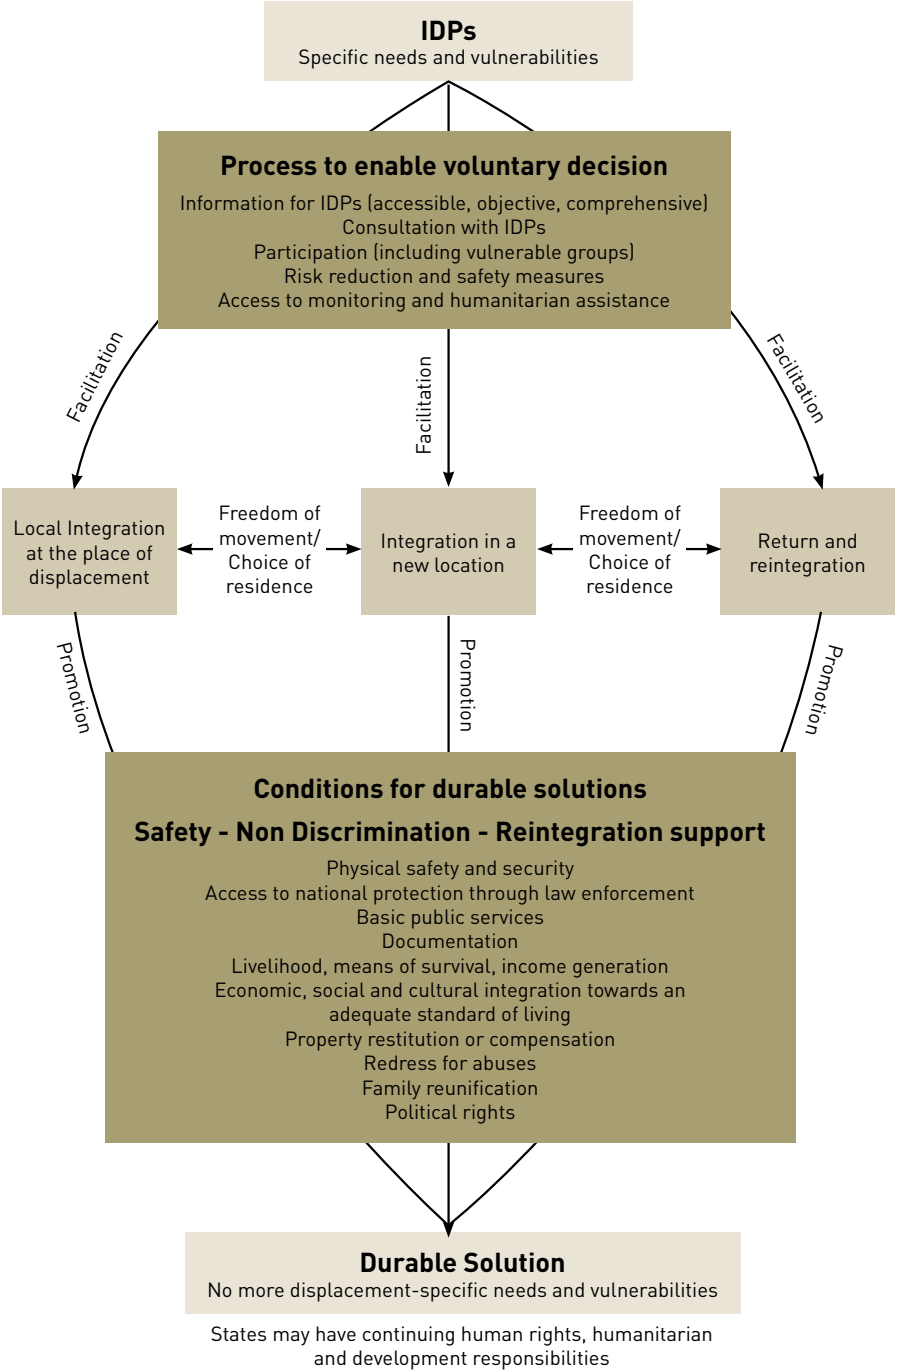 IDPs
Specific needs and vulnerabilities
Process to enable voluntary decision
Information for IDPs (accessible, objective, comprehensive)
Consultation with IDPs
Participation (including vulnerable groups)
Risk reduction and safety measures
Access to monitoring and humanitarian assistance
Facilitation
Facilitation
Facilitation
Local Integration
at the place of
displacement
Freedom of
movement/
Choice of
residence
Integration in a
new location
Freedom of
movement/
Choice of
residence
Return and
reintegration
Promotion
Promotion
Promotion
Conditions for durable solutions
Safety - Non Discrimination - Reintegration support
Physical safety and security
Access to national protection through law enforcement
Basic public services
Documentation
Livelihood, means of survival, income generation
Economic, social and cultural integration towards an
adequate standard of living
Property restitution or compensation
Redress for abuses
Family reunification
Political rights
Durable Solution
No more displacement-specific needs and vulnerabilities
States may have continuing human rights, humanitarian
and development responsibilities